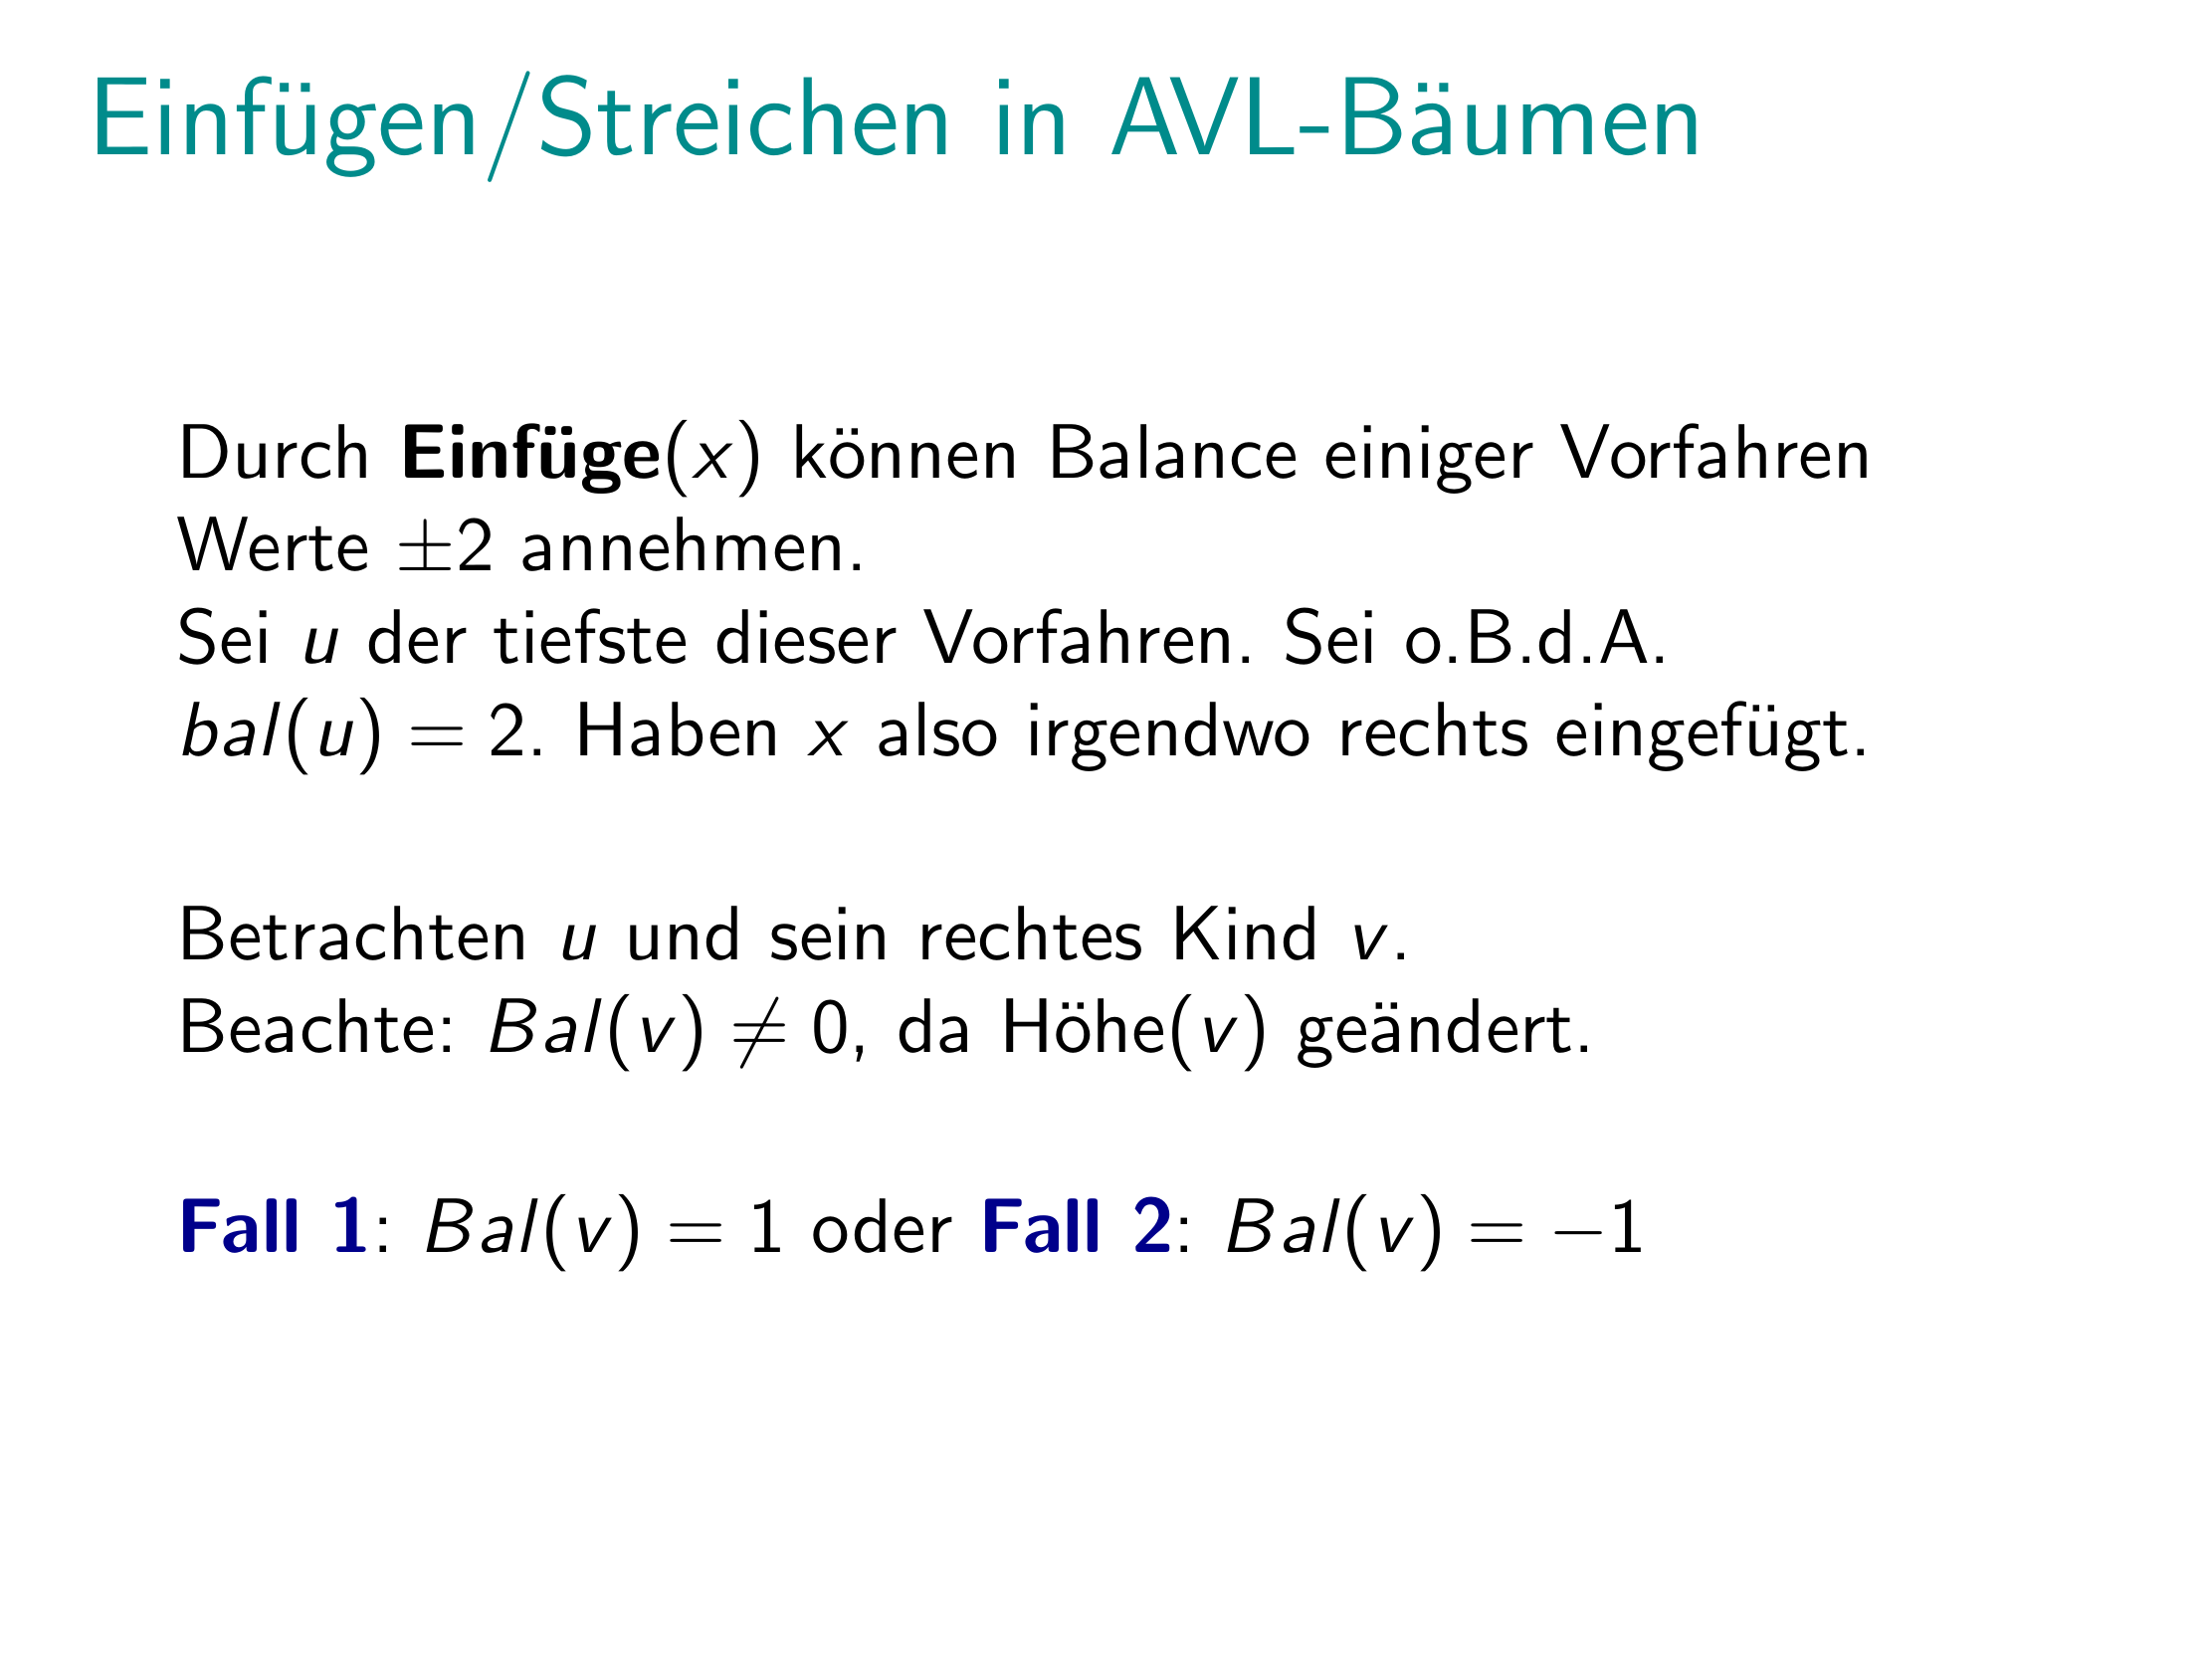 Einfügen/Streichen in AVL-Bäumen
Durch Einfüge(x) können Balance einiger Vorfahren
Werte ±2 annehmen.
Sei u der tiefste dieser Vorfahren. Sei o.B.d.A.
bal(u) = 2. Haben x also irgendwo rechts eingefügt.
Betrachten u und sein rechtes Kind v.
Beachte: Bal(v) ≠ 0, da Höhe(v) geändert.
Fall 1: Bal(v) = 1 oder Fall 2: Bal(v) = −1